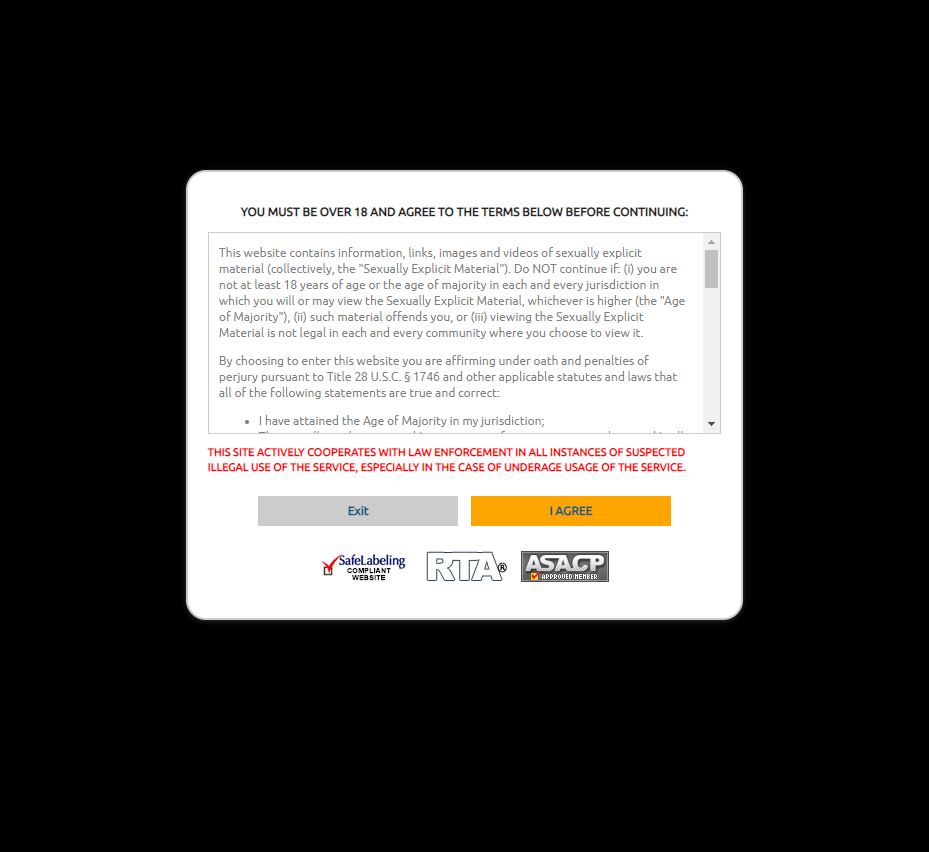 YOU MUST BE OVER 18 AND AGREE TO THE TERMS BELOW BEFORE CONTINUING:
This website contains information, links, images and videos of sexually explicit
material (collectively, the "Sexually Explicit Material"). Do NOT continue if: (i) you are
not at least 18 years of age or the age of majority in each and every jurisdiction in
which you will or may view the Sexually Explicit Material, whichever is higher (the "Age
of Majority"), (ii) such material offends you, or (iii) viewing the Sexually Explicit
Material is not legal in each and every community where you choose to view it.
By choosing to enter this website you are affirming under oath and penalties of
perjury pursuant to Title 28 U.S.C. § 1746 and other applicable statutes and laws that
all of the following statements are true and correct:
• I have attained the Age of Majority in my jurisdiction;
THIS SITE ACTIVELY COOPERATES WITH LAW ENFORCEMENT IN ALL INSTANCES OF SUSPECTED
ILLEGAL USE OF THE SERVICE, ESPECIALLY IN THE CASE OF UNDERAGE USAGE OF THE SERVICE.
Exit
I AGREE
SafeLabeling
COMPLIANT
WEBSITE
RTA®
ASACP
APPROVED MEMBER